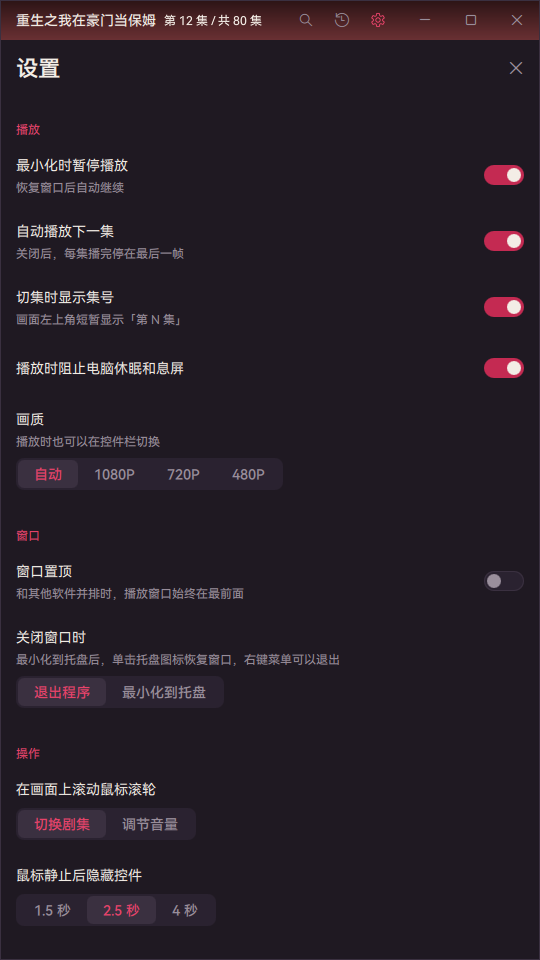 重生之我在豪门当保姆 第 12 集 / 共 80 集
设置
播放
最小化时暂停播放
恢复窗口后自动继续
自动播放下一集
关闭后，每集播完停在最后一帧
切集时显示集号
画面左上角短暂显示「第 N 集」
播放时阻止电脑休眠和息屏
画质
播放时也可以在控件栏切换
自动 1080P 720P 480P
窗口
窗口置顶
和其他软件并排时，播放窗口始终在最前面
关闭窗口时
最小化到托盘后，单击托盘图标恢复窗口，右键菜单可以退出
退出程序 最小化到托盘
操作
在画面上滚动鼠标滚轮
切换剧集 调节音量
鼠标静止后隐藏控件
1.5 秒 2.5 秒 4 秒